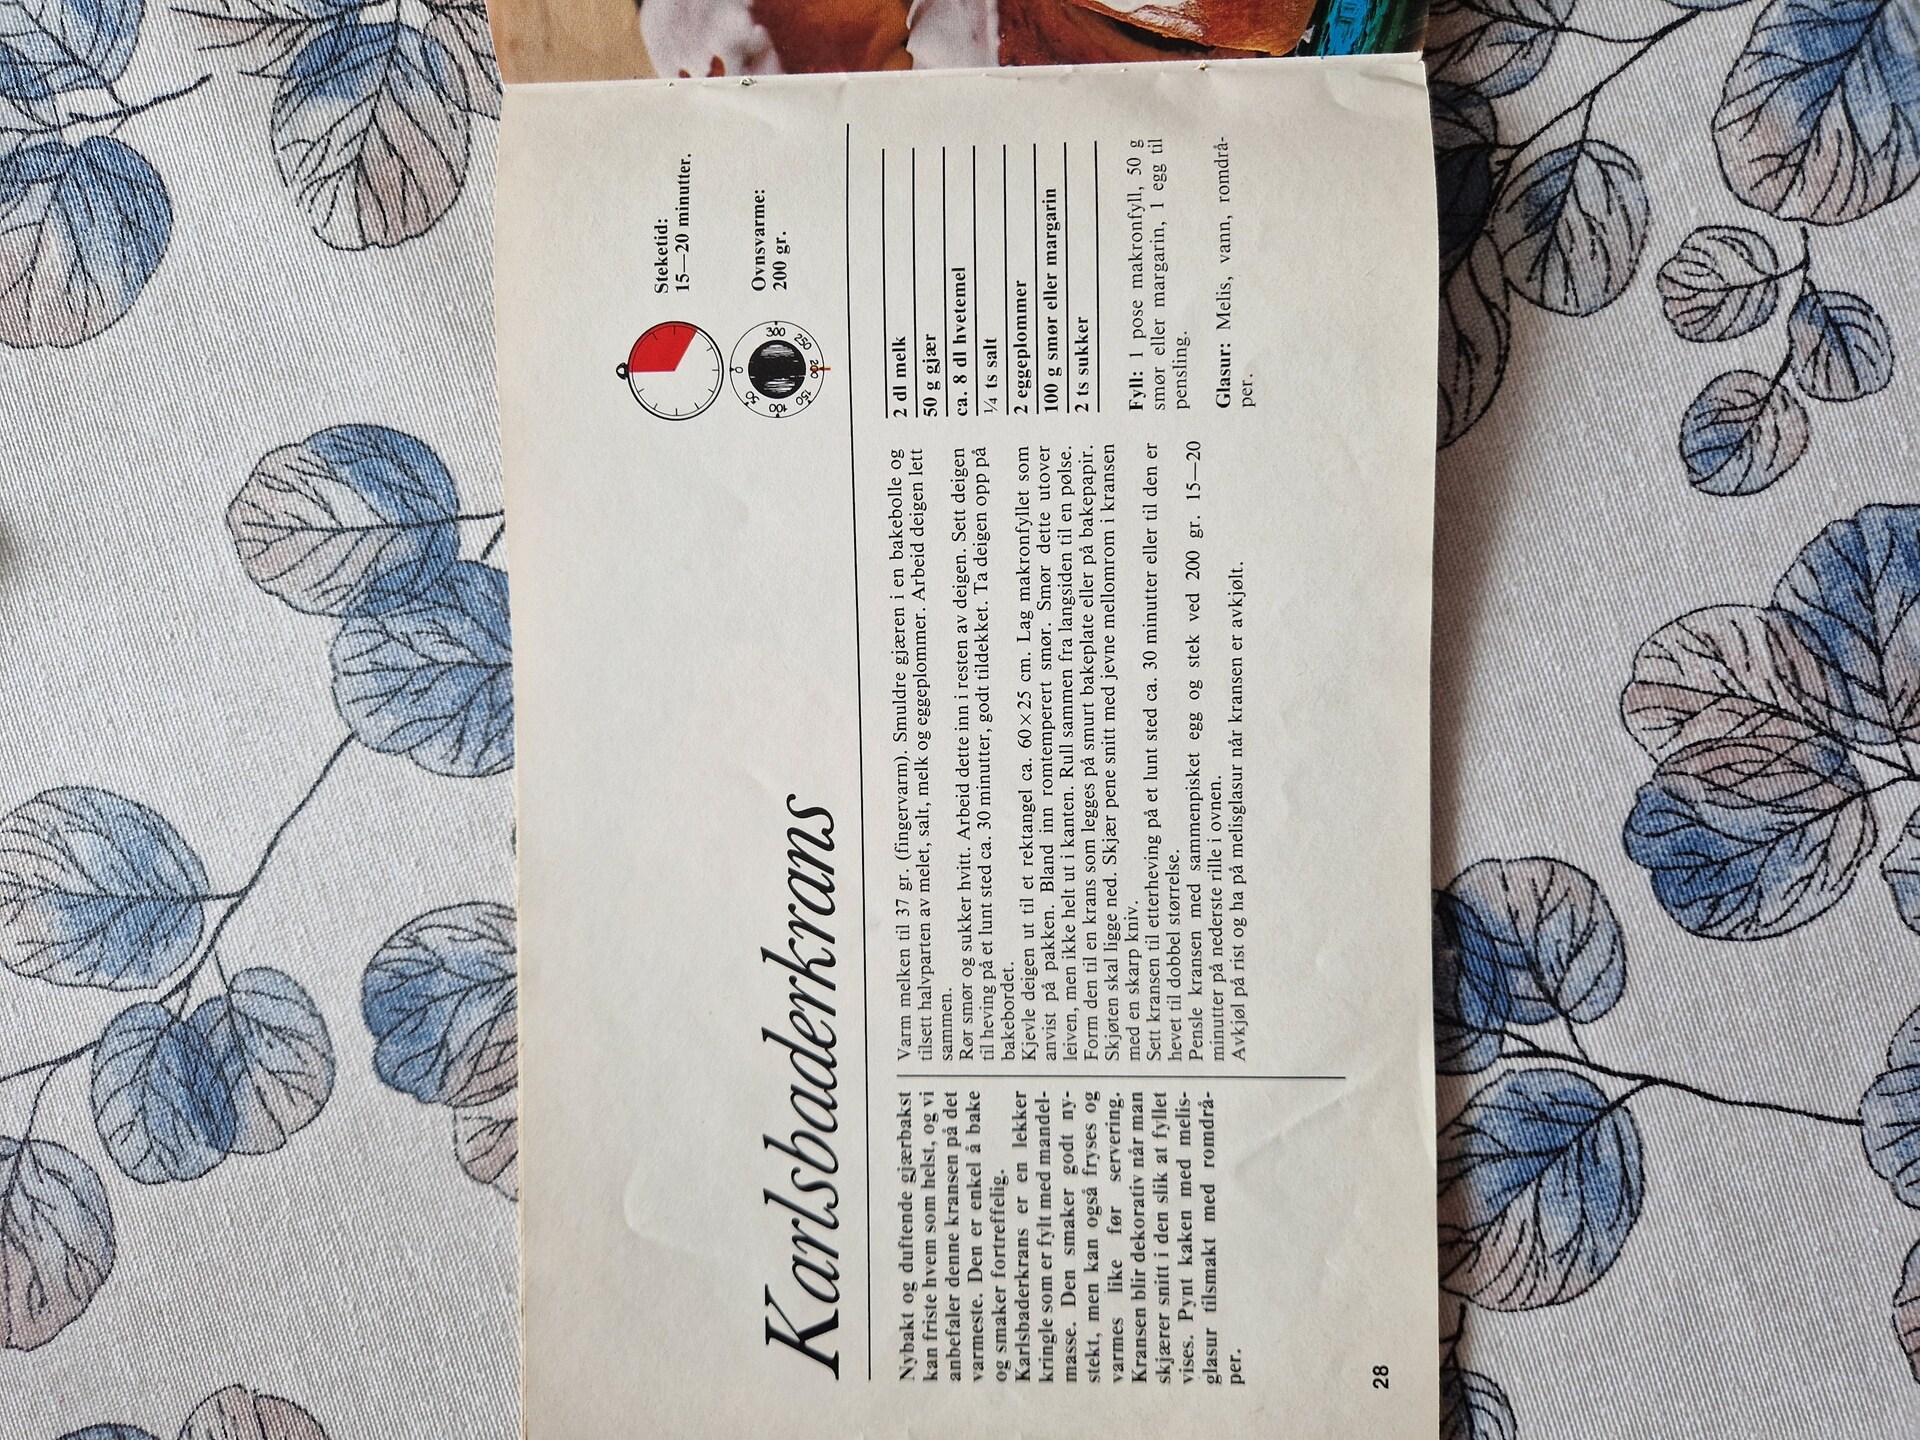 Steketid:
15—20 minutter.
0
50
100
150
200
250
300
Ovnsvarme:
200 gr.
Karlsbaderkrans
Nybakt og duftende gjærbakst
kan friste hvem som helst, og vi
anbefaler denne kransen på det
varmeste. Den er enkel å bake
og smaker fortreffelig.
Karlsbaderkrans er en lekker
kringle som er fylt med mandel-
masse. Den smaker godt ny-
stekt, men kan også fryses og
varmes like før servering.
Kransen blir dekorativ når man
skjærer snitt i den slik at fyllet
vises. Pynt kaken med melis-
glasur tilsmakt med romdrå-
per.
Varm melken til 37 gr. (fingervarm). Smuldre gjæren i en bakebolle og
tilsett halvparten av melet, salt, melk og eggeplommer. Arbeid deigen lett
sammen.
Rør smør og sukker hvitt. Arbeid dette inn i resten av deigen. Sett deigen
til heving på et lunt sted ca. 30 minutter, godt tildekket. Ta deigen opp på
bakebordet.
Kjevle deigen ut til et rektangel ca. 60×25 cm. Lag makronfyllet som
anvist på pakken. Bland inn romtemperert smør. Smør dette utover
leiven, men ikke helt ut i kanten. Rull sammen fra langsiden til en pølse.
Form den til en krans som legges på smurt bakeplate eller på bakepapir.
Skjøten skal ligge ned. Skjær pene snitt med jevne mellomrom i kransen
med en skarp kniv.
Sett kransen til etterheving på et lunt sted ca. 30 minutter eller til den er
hevet til dobbel størrelse.
Pensle kransen med sammenpisket egg og stek ved 200 gr. 15—20
minutter på nederste rille i ovnen.
Avkjøl på rist og ha på melisglasur når kransen er avkjølt.
2 dl melk
50 g gjær
ca. 8 dl hvetemel
¼ ts salt
2 eggeplommer
100 g smør eller margarin
2 ts sukker
Fyll: 1 pose makronfyll, 50 g
smør eller margarin, 1 egg til
pensling.
Glasur: Melis, vann, romdrå-
per.
28